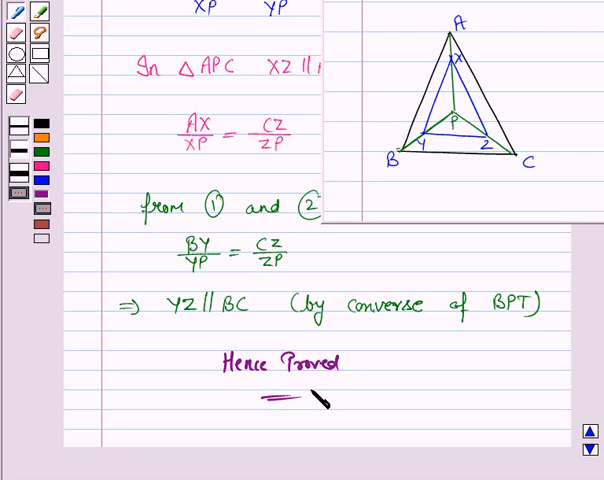 XP YP
In △APC XZ ||
AX/XP = CZ/ZP
from ① and ②
BY/YP = CZ/ZP
⇒ YZ || BC (by converse of BPT)
Hence Proved
A
X
P
B Y Z C